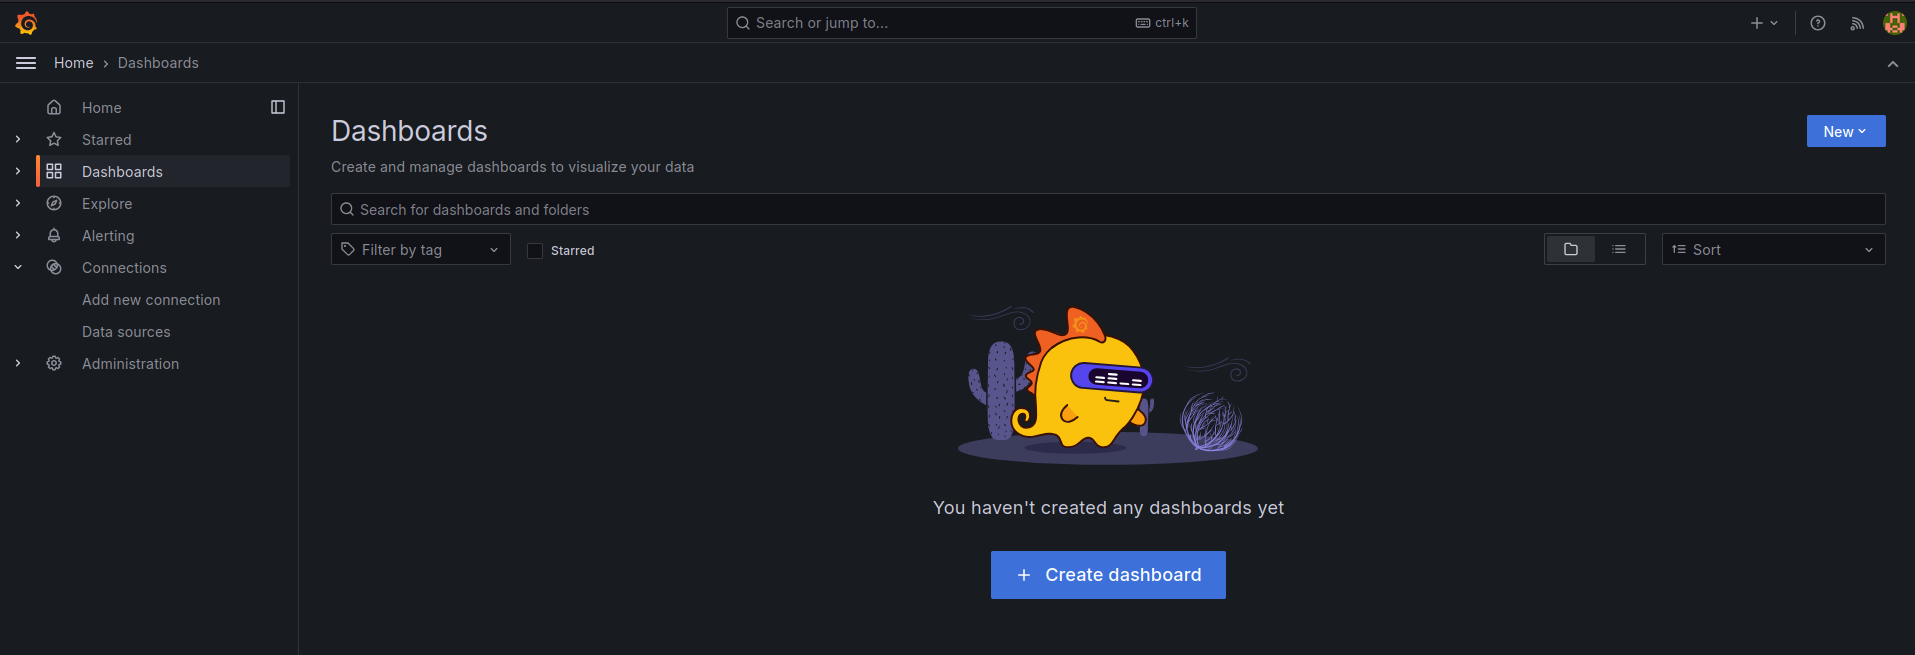 Search or jump to...
ctrl+k
Home › Dashboards
Home
Starred
Dashboards
Explore
Alerting
Connections
Add new connection
Data sources
Administration
Dashboards
New
Create and manage dashboards to visualize your data
Search for dashboards and folders
Filter by tag
Starred
Sort
You haven't created any dashboards yet
+ Create dashboard